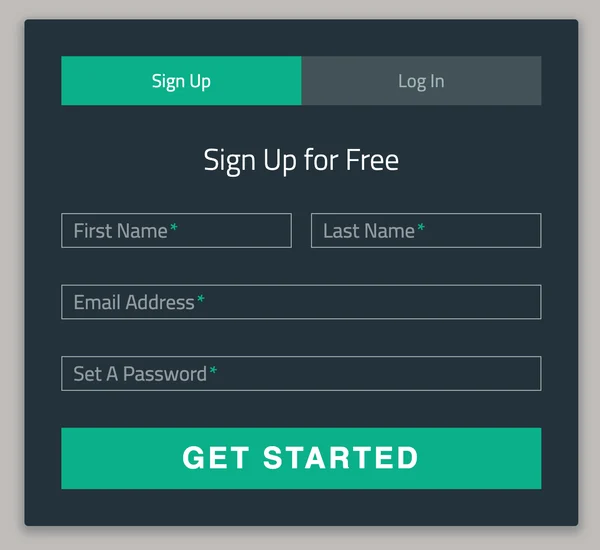 Sign Up Log In
Sign Up for Free
First Name* Last Name*
Email Address*
Set A Password*
GET STARTED